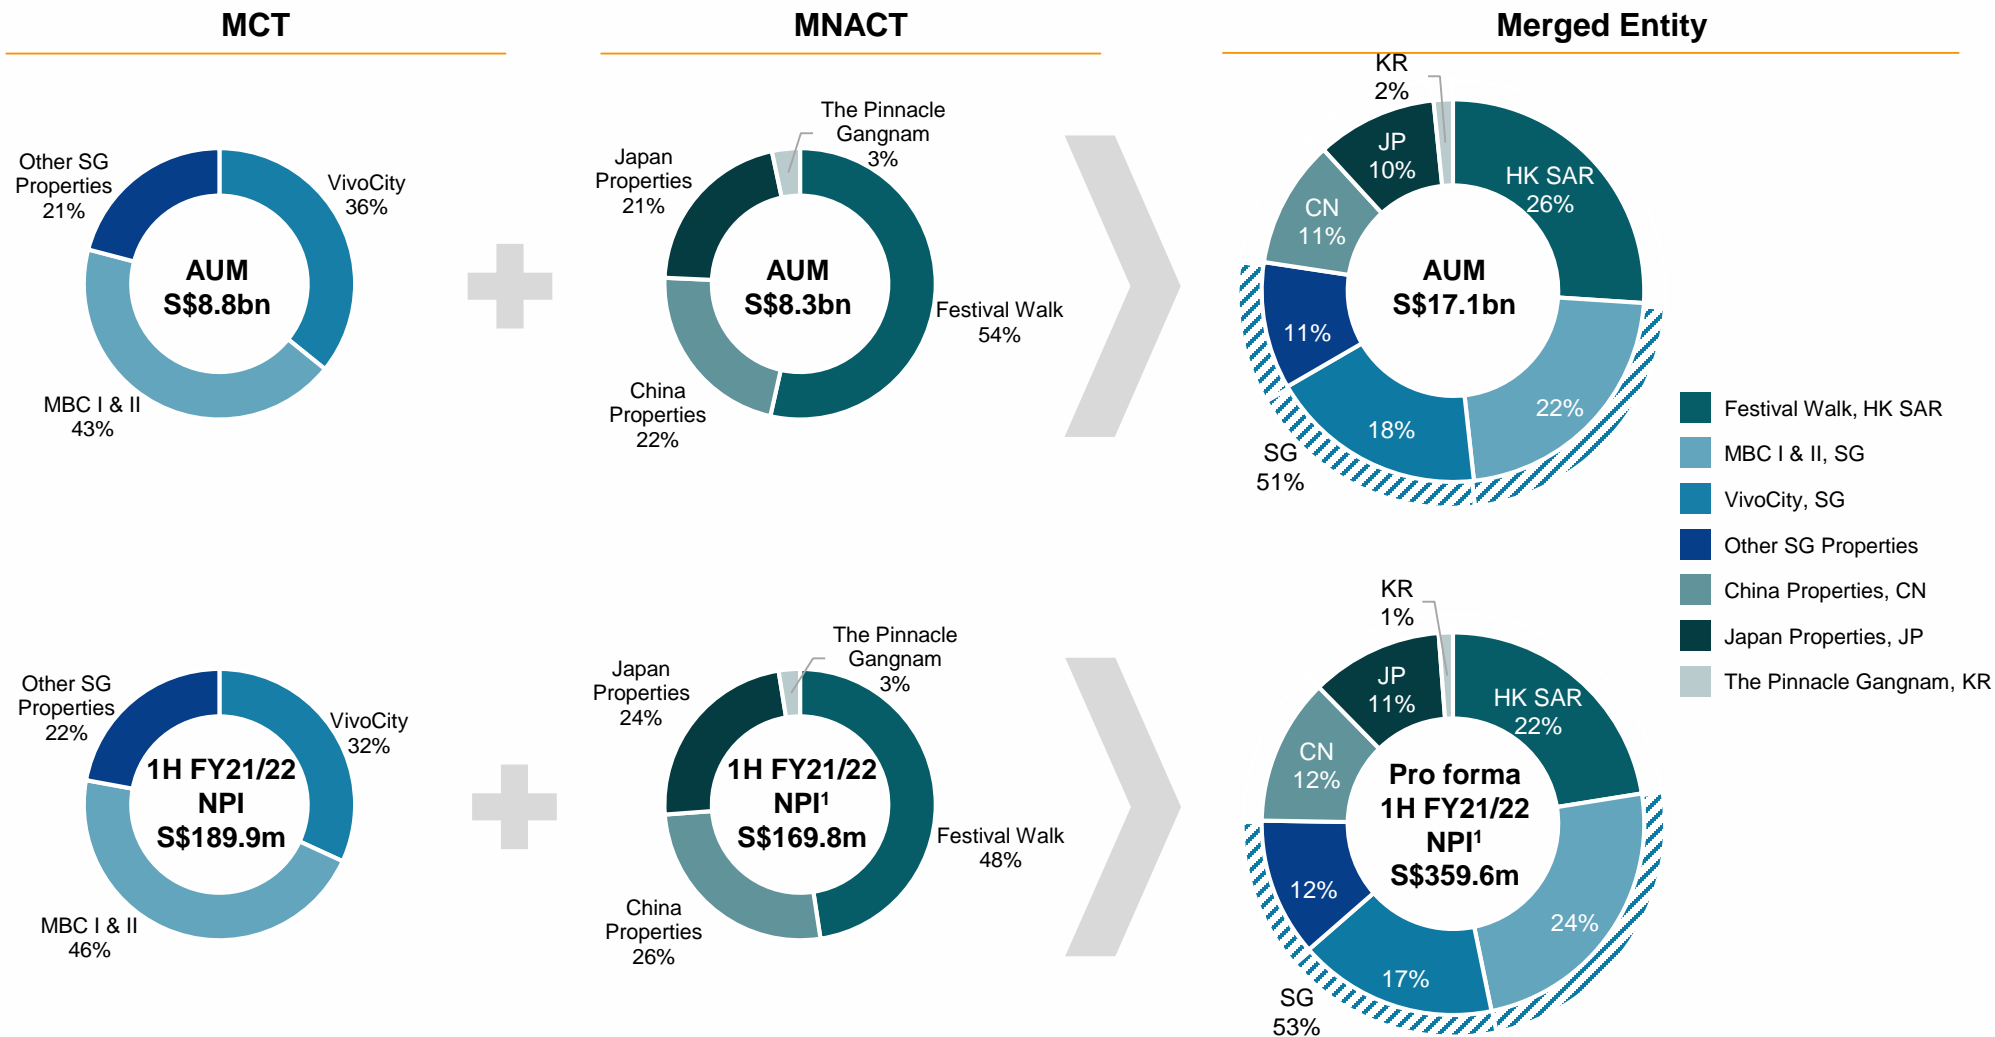 MCT
MNACT
Merged Entity
Other SG
Properties
21%
VivoCity
36%
MBC I & II
43%
AUM
S$8.8bn
The Pinnacle
Gangnam
3%
Japan
Properties
21%
Festival Walk
54%
China
Properties
22%
AUM
S$8.3bn
KR
2%
JP
10%
HK SAR
26%
CN
11%
11%
18%
22%
SG
51%
AUM
S$17.1bn
Festival Walk, HK SAR
MBC I & II, SG
VivoCity, SG
Other SG Properties
China Properties, CN
Japan Properties, JP
The Pinnacle Gangnam, KR
Other SG
Properties
22%
VivoCity
32%
MBC I & II
46%
1H FY21/22
NPI
S$189.9m
The Pinnacle
Gangnam
3%
Japan
Properties
24%
Festival Walk
48%
China
Properties
26%
1H FY21/22
NPI¹
S$169.8m
KR
1%
JP
11%
HK SAR
22%
CN
12%
12%
17%
24%
SG
53%
Pro forma
1H FY21/22
NPI¹
S$359.6m